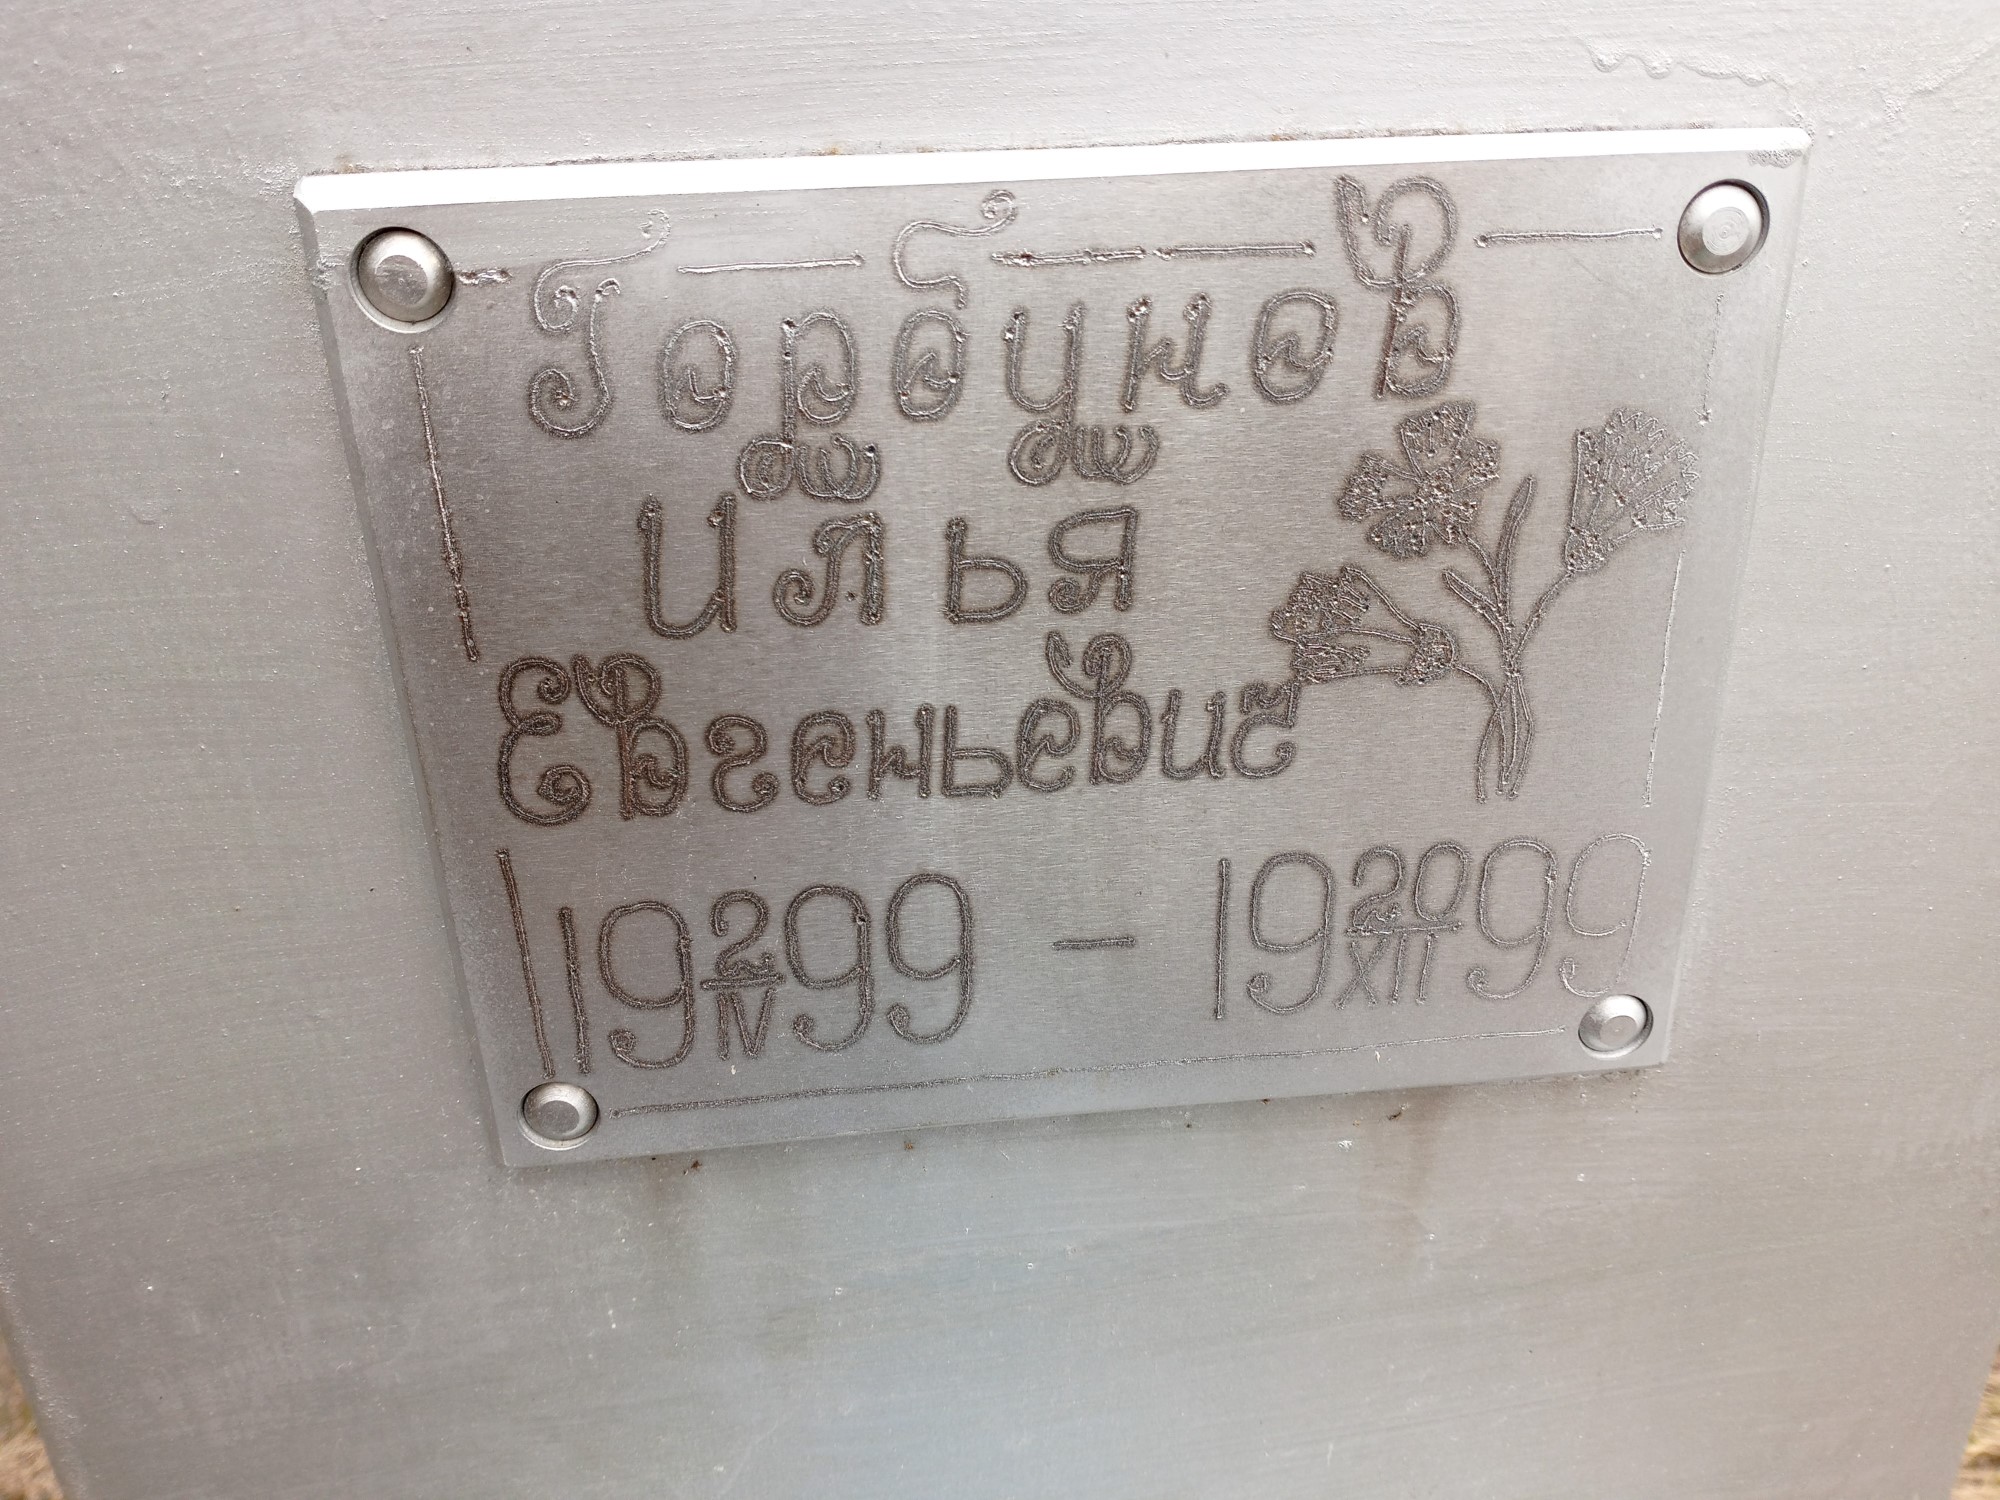 Горбунов
Илья
Евгеньевич
19 2/IV 99 — 19 20/XII 99